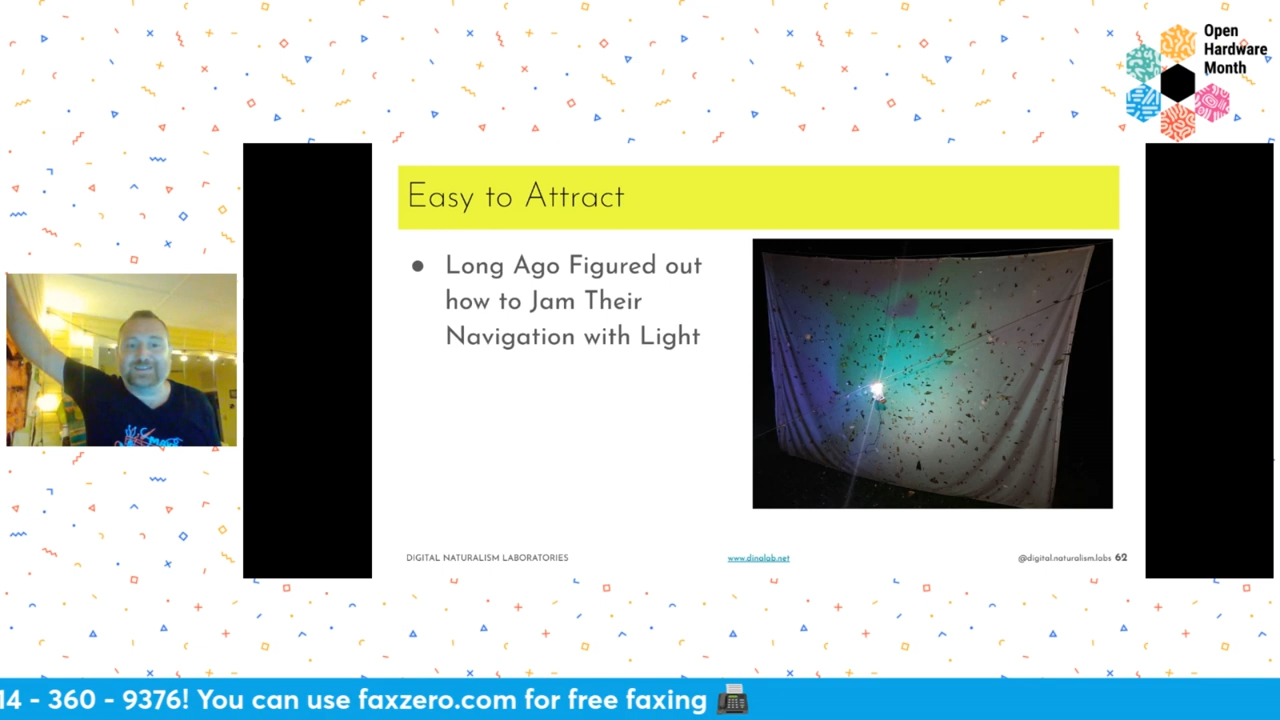 Open
Hardware
Month
Easy to Attract
● Long Ago Figured out
how to Jam Their
Navigation with Light
DIGITAL NATURALISM LABORATORIES
www.dinalab.net
@digital.naturalism.labs 62
14 - 360 - 9376! You can use faxzero.com for free faxing